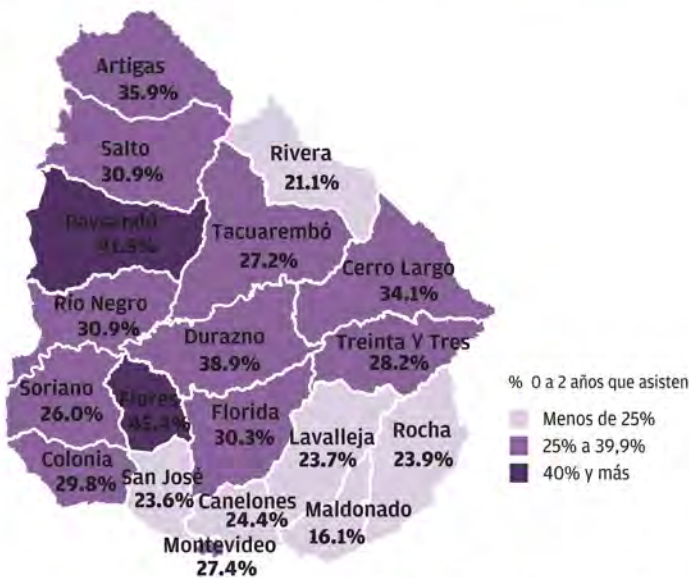 Artigas
35.9%
Salto
30.9%
Rivera
21.1%
Paysandú
Tacuarembó
27.2%
Cerro Largo
34.1%
Río Negro
30.9%
Durazno
38.9%
Treinta Y Tres
28.2%
Soriano
26.0%
Flores
Florida
30.3%
Lavalleja
23.7%
Rocha
23.9%
Colonia
29.8%
San José
23.6%
Canelones
24.4%
Maldonado
16.1%
Montevideo
27.4%
% 0 a 2 años que asisten
Menos de 25%
25% a 39,9%
40% y más